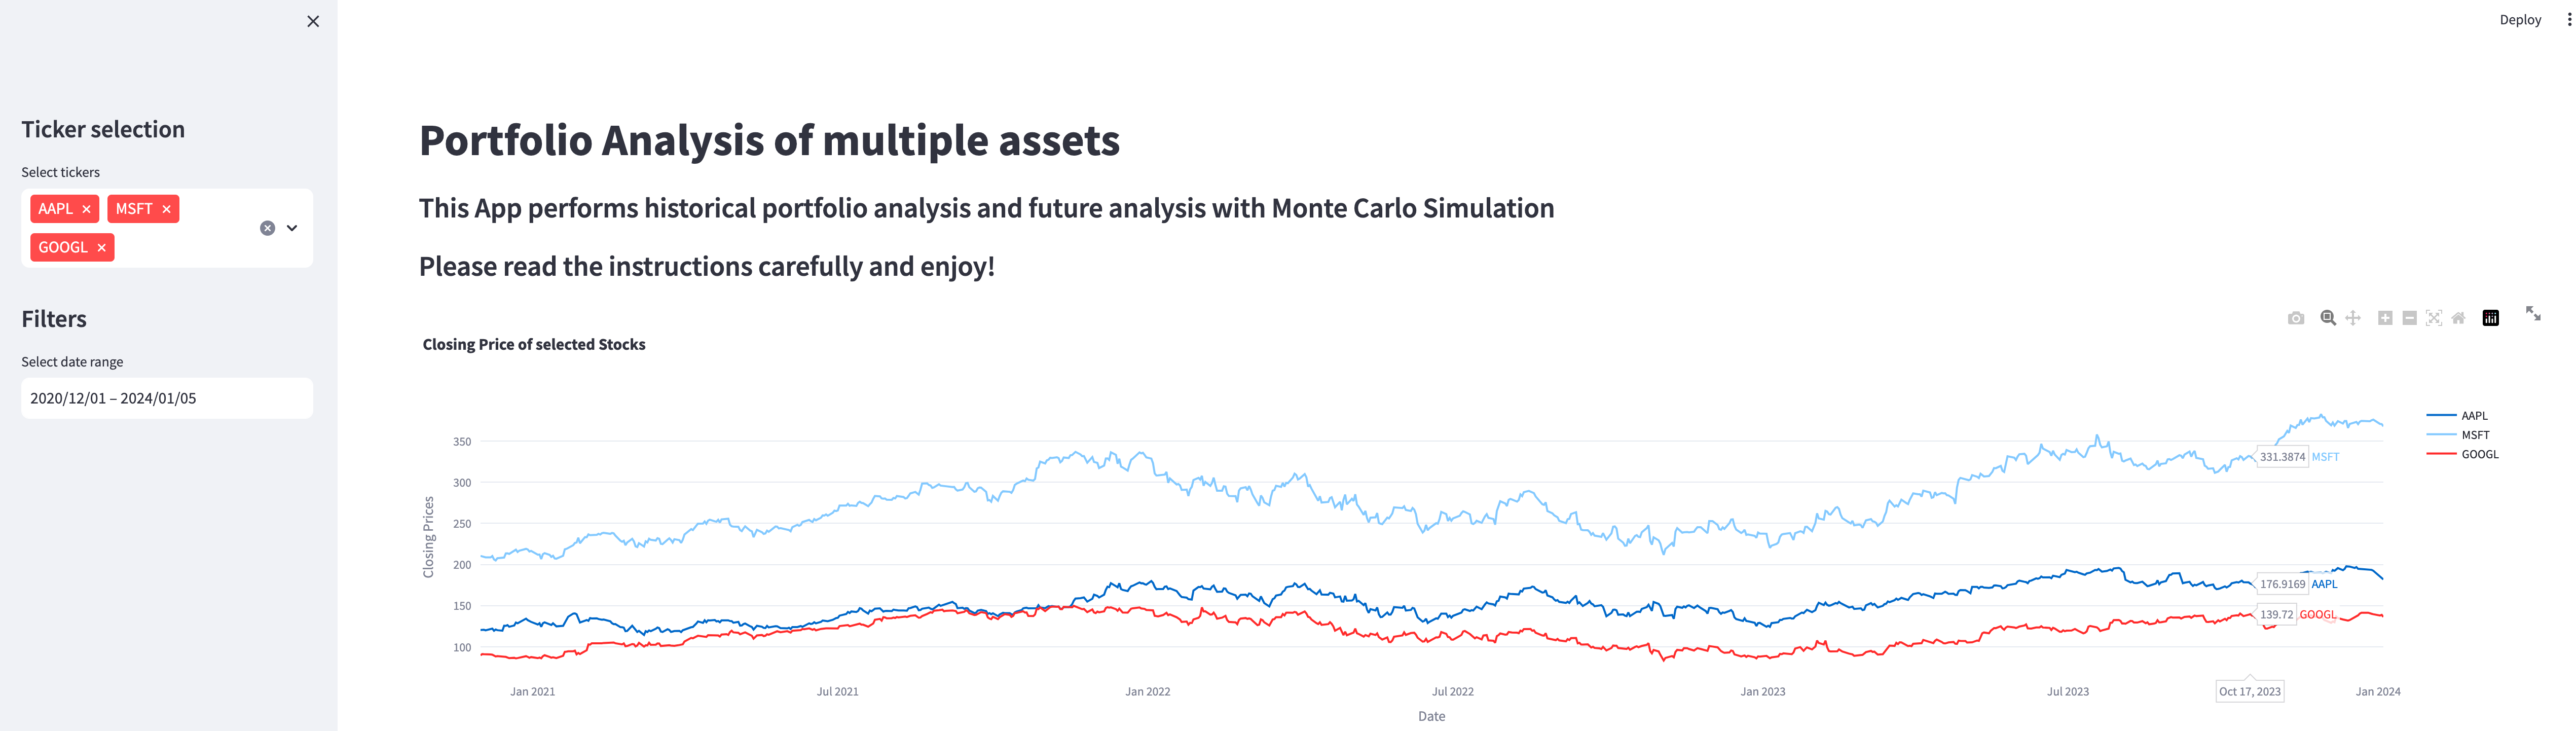 Deploy
Ticker selection
Select tickers
AAPL
MSFT
GOOGL
Filters
Select date range
2020/12/01 – 2024/01/05
Portfolio Analysis of multiple assets
This App performs historical portfolio analysis and future analysis with Monte Carlo Simulation
Please read the instructions carefully and enjoy!
Closing Price of selected Stocks
AAPL
MSFT
GOOGL
Closing Prices
350
300
250
200
150
100
331.3874 MSFT
176.9169 AAPL
139.72 GOOGL
Jan 2021
Jul 2021
Jan 2022
Jul 2022
Jan 2023
Jul 2023
Oct 17, 2023
Jan 2024
Date